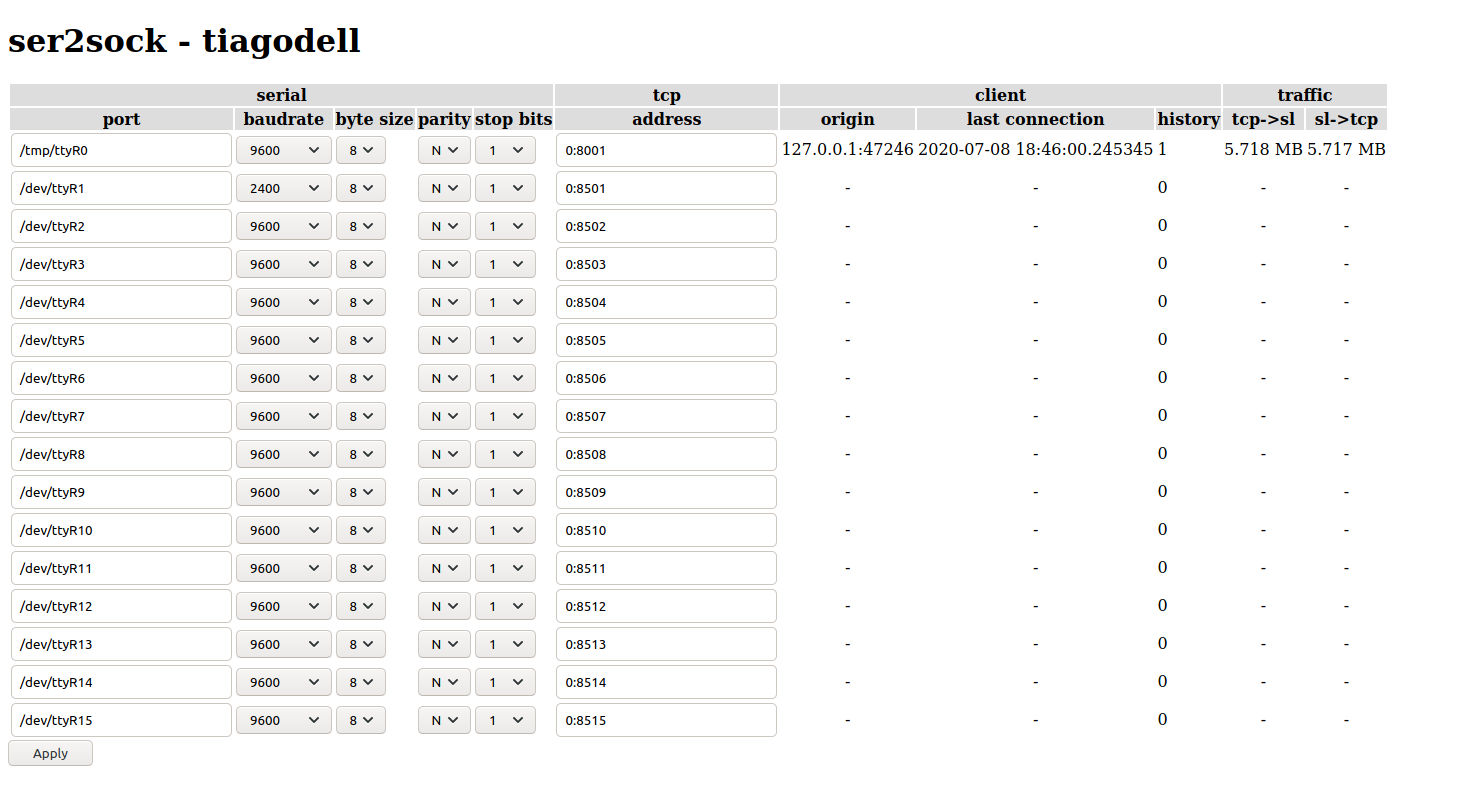 ser2sock - tiagodell
serial tcp client traffic
port baudrate byte size parity stop bits address origin last connection history tcp->sl sl->tcp
/tmp/ttyR0 9600 8 N 1 0:8001 127.0.0.1:47246 2020-07-08 18:46:00.245345 1 5.718 MB 5.717 MB
/dev/ttyR1 2400 8 N 1 0:8501 - - 0 - -
/dev/ttyR2 9600 8 N 1 0:8502 - - 0 - -
/dev/ttyR3 9600 8 N 1 0:8503 - - 0 - -
/dev/ttyR4 9600 8 N 1 0:8504 - - 0 - -
/dev/ttyR5 9600 8 N 1 0:8505 - - 0 - -
/dev/ttyR6 9600 8 N 1 0:8506 - - 0 - -
/dev/ttyR7 9600 8 N 1 0:8507 - - 0 - -
/dev/ttyR8 9600 8 N 1 0:8508 - - 0 - -
/dev/ttyR9 9600 8 N 1 0:8509 - - 0 - -
/dev/ttyR10 9600 8 N 1 0:8510 - - 0 - -
/dev/ttyR11 9600 8 N 1 0:8511 - - 0 - -
/dev/ttyR12 9600 8 N 1 0:8512 - - 0 - -
/dev/ttyR13 9600 8 N 1 0:8513 - - 0 - -
/dev/ttyR14 9600 8 N 1 0:8514 - - 0 - -
/dev/ttyR15 9600 8 N 1 0:8515 - - 0 - -
Apply